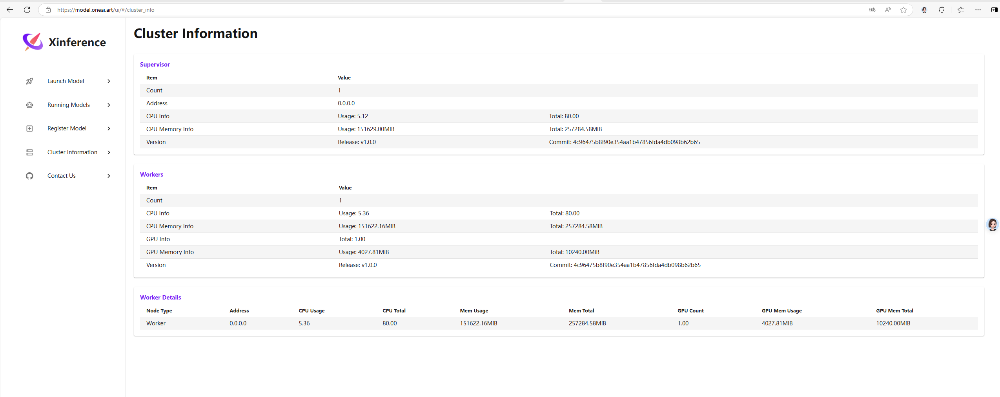 https://model.oneai.art/ui/#/cluster_info
Xinference
Launch Model
Running Models
Register Model
Cluster Information
Contact Us
Cluster Information
Supervisor
Item Value
Count 1
Address 0.0.0.0
CPU Info Usage: 5.12 Total: 80.00
CPU Memory Info Usage: 151629.00MiB Total: 257284.58MiB
Version Release: v1.0.0 Commit: 4c96475b8f90e354aa1b47856fda4db098b62b65
Workers
Item Value
Count 1
CPU Info Usage: 5.36 Total: 80.00
CPU Memory Info Usage: 151622.16MiB Total: 257284.58MiB
GPU Info Total: 1.00
GPU Memory Info Usage: 4027.81MiB Total: 10240.00MiB
Version Release: v1.0.0 Commit: 4c96475b8f90e354aa1b47856fda4db098b62b65
Worker Details
Node Type Address CPU Usage CPU Total Mem Usage Mem Total GPU Count GPU Mem Usage GPU Mem Total
Worker 0.0.0.0 5.36 80.00 151622.16MiB 257284.58MiB 1.00 4027.81MiB 10240.00MiB